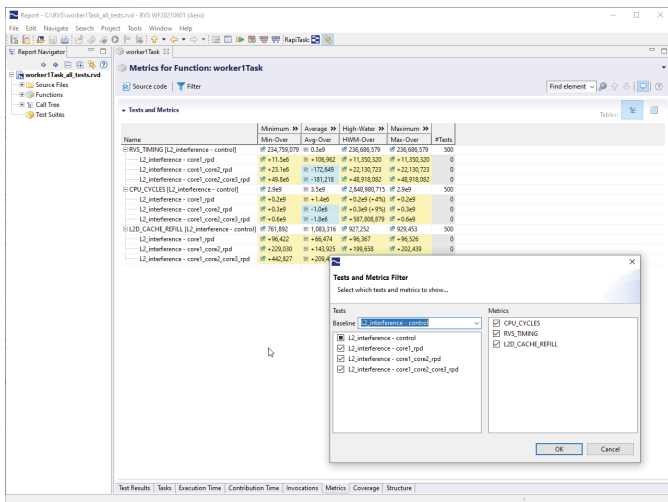 Report - C:\RVS\worker1Task_all_tests.rvd - RVS WF20210601 (Aero)
File Edit Navigate Search Project Tools Window Help
RapiTask:
Report Navigator
worker1Task
Metrics for Function: worker1Task
worker1Task_all_tests.rvd
Source Files
Functions
Call Tree
Test Suites
Source code Filter
Find element
Tests and Metrics
Tables:
Minimum » Average » High-Water » Maximum »
Name Min-Over Avg-Over HWM-Over Max-Over #Tests
RVS_TIMING [L2_interference - control] 234,759,079 0.3e9 236,686,579 236,686,579 500
L2_interference - core1_rpd +11.5e6 +106,962 +11,350,320 +11,350,320 0
L2_interference - core1_core2_rpd +23.1e6 -172,649 +22,130,723 +22,130,723 0
L2_interference - core1_core2_core3_rpd +49.8e6 -181,218 +48,918,082 +48,918,082 0
CPU_CYCLES [L2_interference - control] 2.9e9 3.5e9 2,848,980,715 2.9e9 500
L2_interference - core1_rpd +0.2e9 +1.4e6 +0.2e9 (+4%) +0.2e9 0
L2_interference - core1_core2_rpd +0.3e9 -1.0e6 +0.3e9 (+9%) +0.3e9 0
L2_interference - core1_core2_core3_rpd +0.6e9 -1.8e6 +587,808,879 +0.6e9 0
L2D_CACHE_REFILL [L2_interference - control] 761,892 1,083,316 927,252 929,453 500
L2_interference - core1_rpd +96,422 +66,474 +96,367 +96,526 0
L2_interference - core1_core2_rpd +229,030 +143,925 +199,658 +202,439 0
L2_interference - core1_core2_core3_rpd +442,827
Tests and Metrics Filter
Select which tests and metrics to show...
Tests Metrics
Baseline L2_interference - control
L2_interference - control
L2_interference - core1_rpd
L2_interference - core1_core2_rpd
L2_interference - core1_core2_core3_rpd
CPU_CYCLES
RVS_TIMING
L2D_CACHE_REFILL
OK Cancel
Test Results Tasks Execution Time Contribution Time Invocations Metrics Coverage Structure